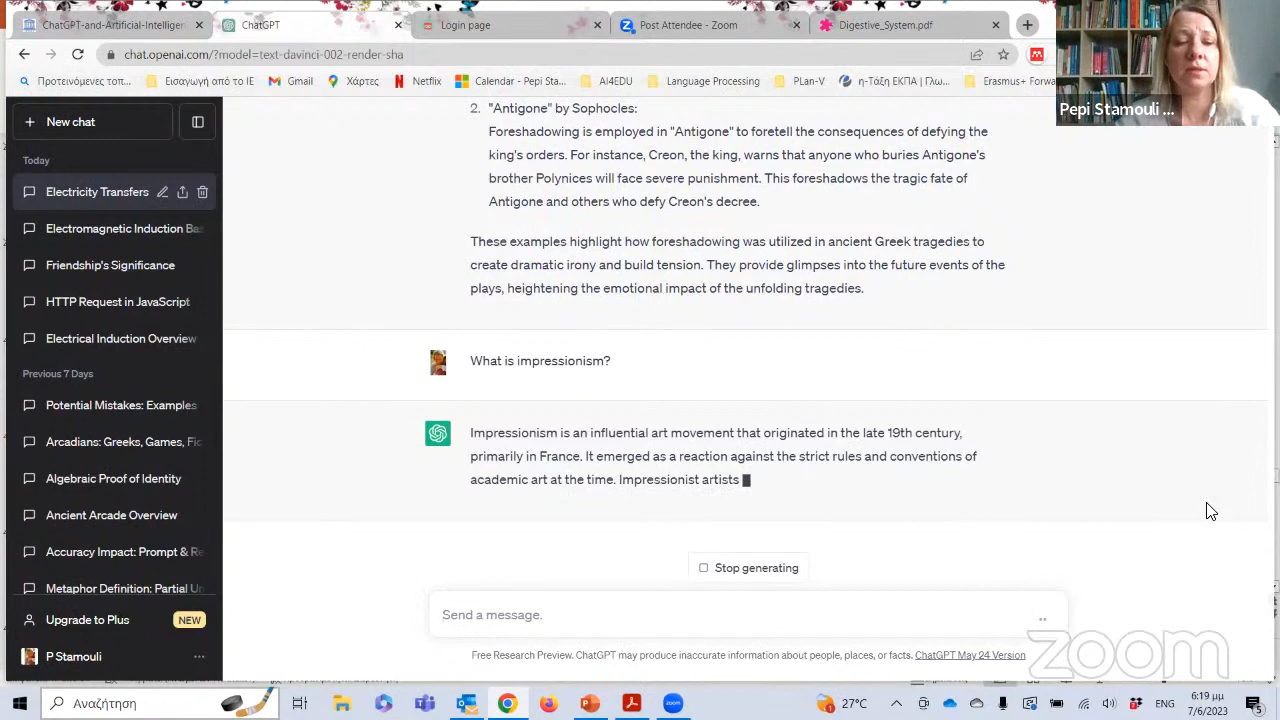 ChatGPT-and-Artificial-Intelligen
ChatGPT
Login page
Post Attendee - Zoom
Digestive_System.pdf
chat.openai.com/?model=text-davinci-002-render-sha
Προτεινόμενες τοπ...
Εισαγωγή από το IE
Gmail
Χάρτες
Netflix
Calendar - Pepi Sta...
AI4EDU
Language Processing
PLan-V
η-Τάξη ΕΚΠΑ | Γλω...
Erasmus+ Forwa
Pepi Stamouli ...
New chat
Today
Electricity Transfers
Electromagnetic Induction Ba
Friendship's Significance
HTTP Request in JavaScript
Electrical Induction Overview
Previous 7 Days
Potential Mistakes: Examples
Arcadians: Greeks, Games, Fic
Algebraic Proof of Identity
Ancient Arcade Overview
Accuracy Impact: Prompt & Re
Metaphor Definition: Partial Un
Upgrade to Plus
NEW
P Stamouli
2. "Antigone" by Sophocles:
Foreshadowing is employed in "Antigone" to foretell the consequences of defying the
king's orders. For instance, Creon, the king, warns that anyone who buries Antigone's
brother Polynices will face severe punishment. This foreshadows the tragic fate of
Antigone and others who defy Creon's decree.
These examples highlight how foreshadowing was utilized in ancient Greek tragedies to
create dramatic irony and build tension. They provide glimpses into the future events of the
plays, heightening the emotional impact of the unfolding tragedies.
What is impressionism?
Impressionism is an influential art movement that originated in the late 19th century,
primarily in France. It emerged as a reaction against the strict rules and conventions of
academic art at the time. Impressionist artists
Stop generating
Send a message.
Free Research Preview. ChatGPT may produce inaccurate information about people, places, or facts. ChatGPT May 24 Version
zoom
Αναζήτηση
zoom
27°C
ENG
6:19 μμ
7/6/2023
5